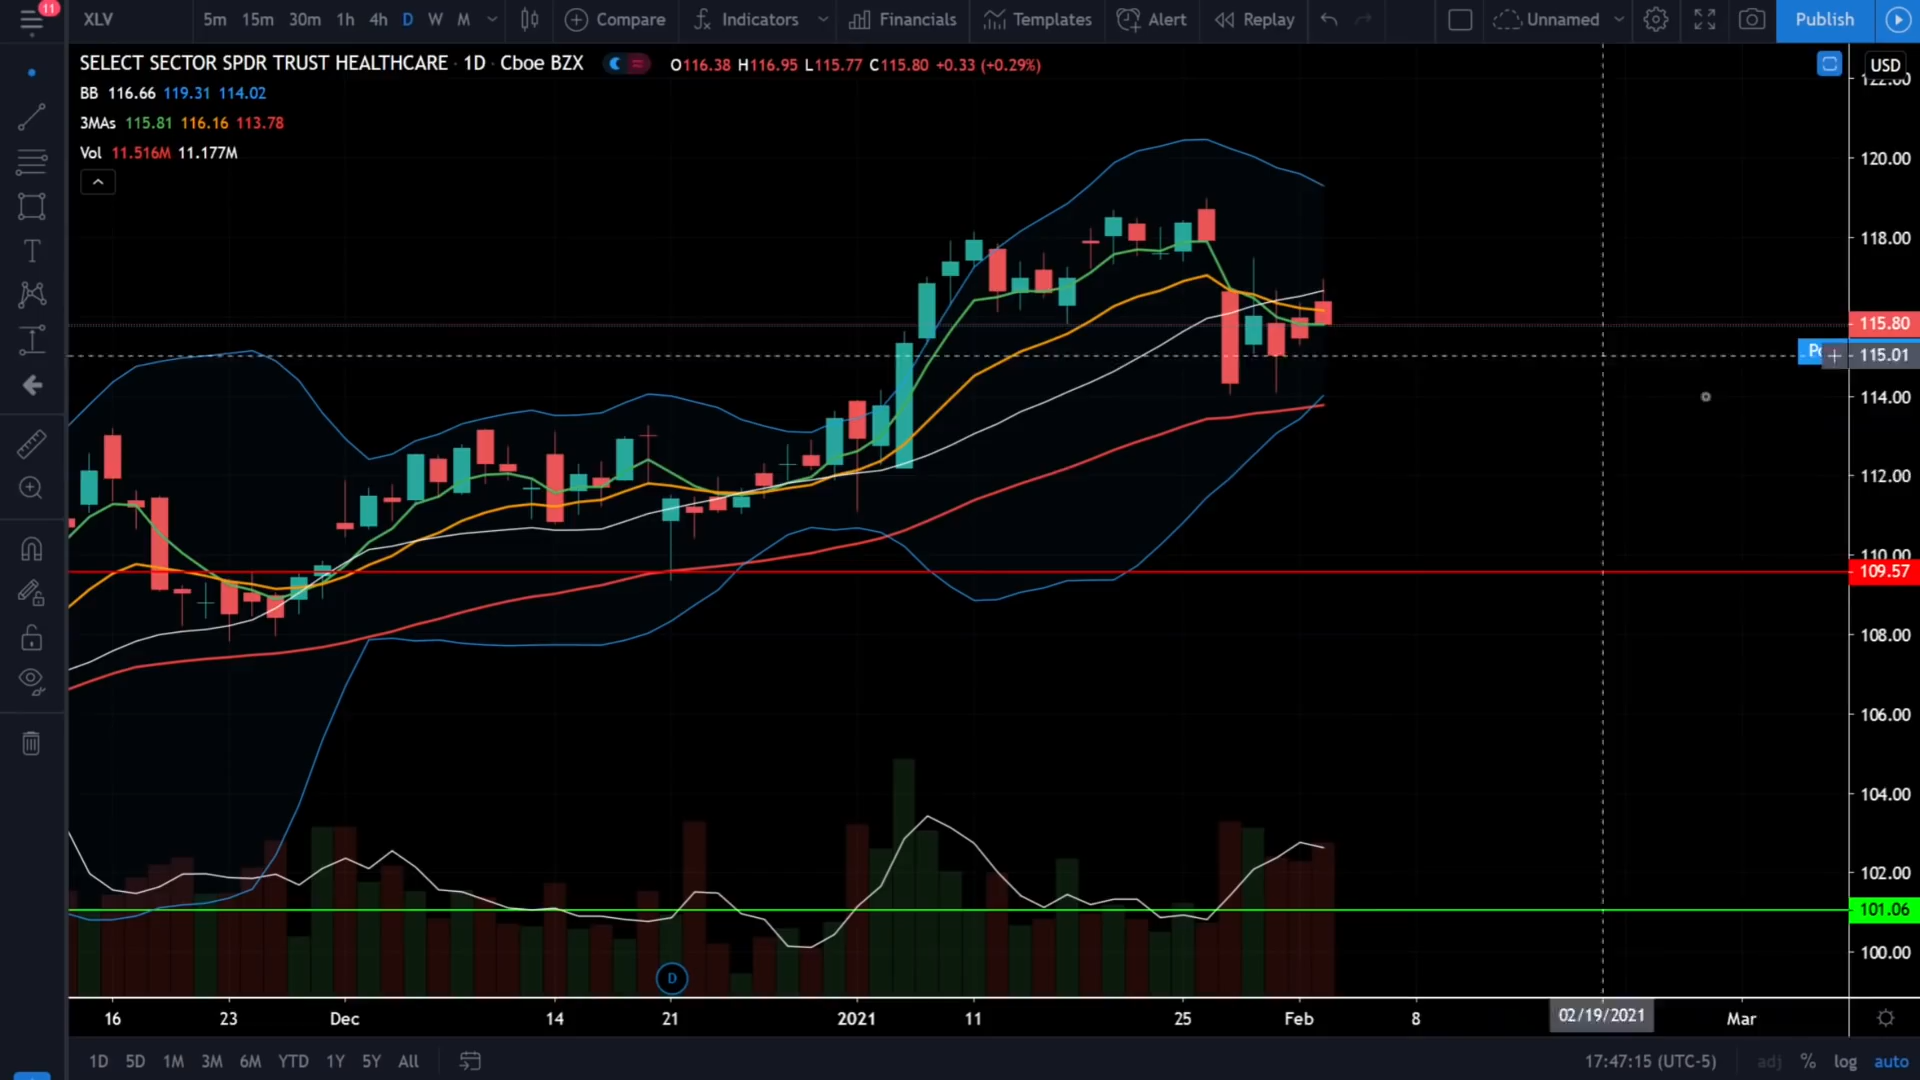 11
XLV
5m 15m 30m 1h 4h D W M
Compare
Indicators
Financials
Templates
Alert
Replay
Unnamed
Publish
SELECT SECTOR SPDR TRUST HEALTHCARE · 1D · Cboe BZX
O116.38 H116.95 L115.77 C115.80 +0.33 (+0.29%)
USD
BB 116.66 119.31 114.02
3MAs 115.81 116.16 113.78
Vol 11.516M 11.177M
120.00
118.00
115.80
115.01
114.00
112.00
110.00
109.57
108.00
106.00
104.00
102.00
101.06
100.00
D
16 23 Dec 14 21 2021 11 25 Feb 8 02/19/2021 Mar
1D 5D 1M 3M 6M YTD 1Y 5Y All
17:47:15 (UTC-5)
adj % log auto